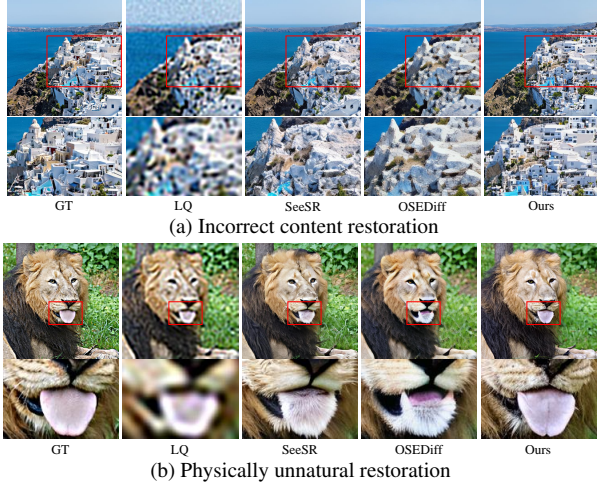 GT LQ SeeSR OSEDiff Ours
(a) Incorrect content restoration
GT LQ SeeSR OSEDiff Ours
(b) Physically unnatural restoration